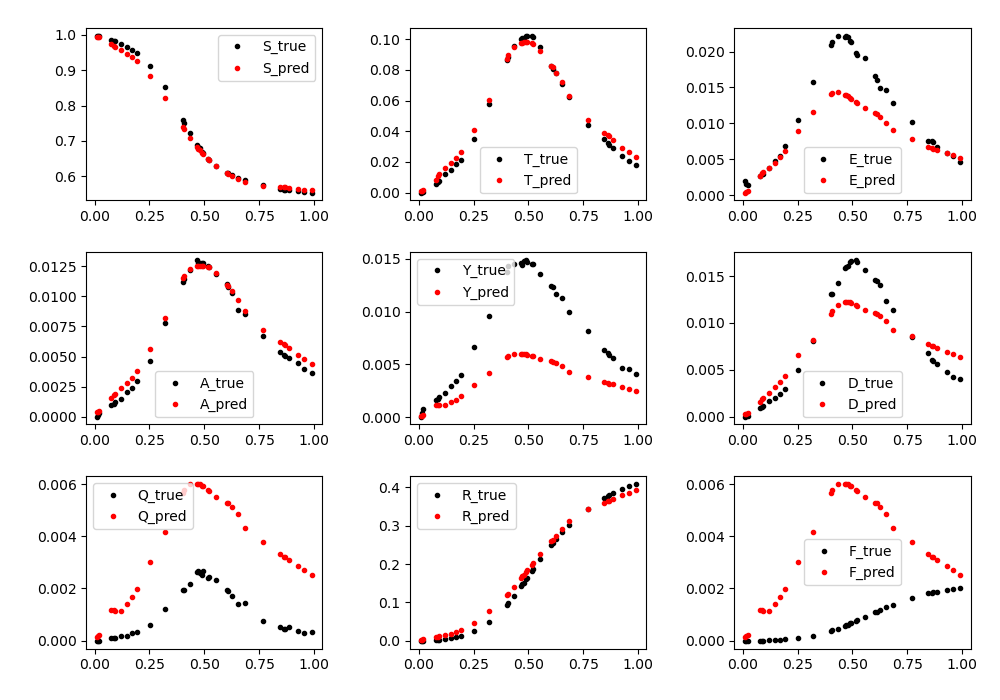 1.0
0.9
0.8
0.7
0.6
S_true
S_pred
0.00 0.25 0.50 0.75 1.00
0.10
0.08
0.06
0.04
0.02
0.00
T_true
T_pred
0.00 0.25 0.50 0.75 1.00
0.020
0.015
0.010
0.005
0.000
E_true
E_pred
0.00 0.25 0.50 0.75 1.00
0.0125
0.0100
0.0075
0.0050
0.0025
0.0000
A_true
A_pred
0.00 0.25 0.50 0.75 1.00
0.015
0.010
0.005
0.000
Y_true
Y_pred
0.00 0.25 0.50 0.75 1.00
0.015
0.010
0.005
0.000
D_true
D_pred
0.00 0.25 0.50 0.75 1.00
0.006
0.004
0.002
0.000
Q_true
Q_pred
0.00 0.25 0.50 0.75 1.00
0.4
0.3
0.2
0.1
0.0
R_true
R_pred
0.00 0.25 0.50 0.75 1.00
0.006
0.004
0.002
0.000
F_true
F_pred
0.00 0.25 0.50 0.75 1.00